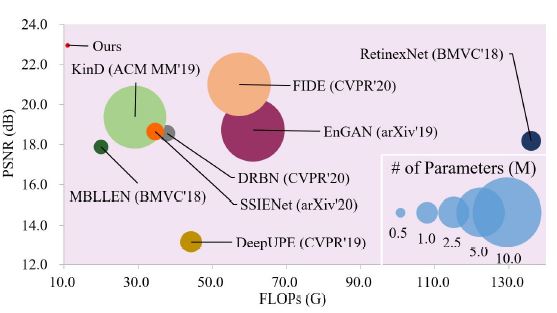 24.0
Ours
RetinexNet (BMVC'18)
22.0
KinD (ACM MM'19)
FIDE (CVPR'20)
20.0
EnGAN (arXiv'19)
PSNR (dB)
18.0
# of Parameters (M)
DRBN (CVPR'20)
MBLLEN (BMVC'18)
16.0
SSIENet (arXiv'20)
0.5
1.0
2.5
5.0
10.0
14.0
DeepUPE (CVPR'19)
12.0
10.0 30.0 50.0 70.0 90.0 110.0 130.0
FLOPs (G)